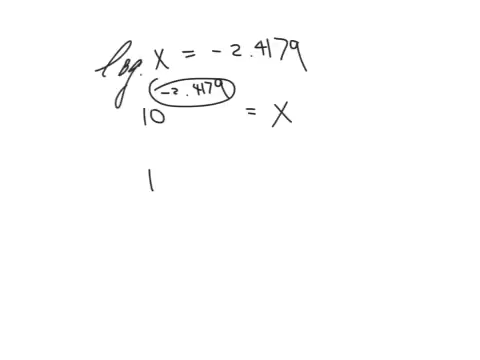 log. x = -2.4179
10^(-2.4179) = x
1